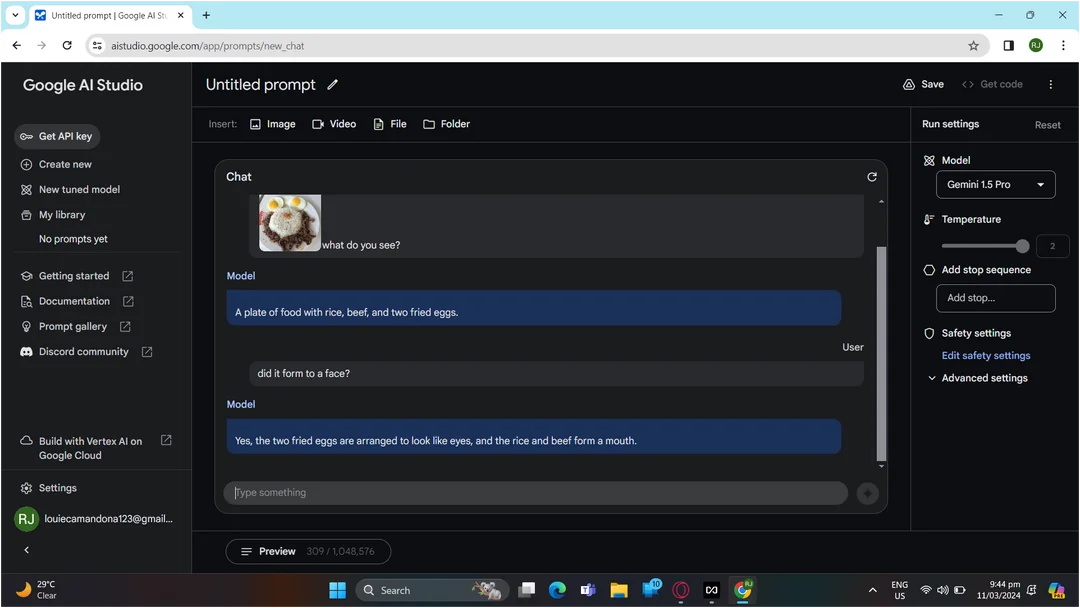 Untitled prompt | Google AI St
aistudio.google.com/app/prompts/new_chat
RJ
Google AI Studio
Get API key
Create new
New tuned model
My library
No prompts yet
Getting started
Documentation
Prompt gallery
Discord community
Build with Vertex AI on
Google Cloud
Settings
RJ louiecamandona123@gmail...
Untitled prompt
Save
Get code
Insert: Image Video File Folder
Chat
what do you see?
Model
A plate of food with rice, beef, and two fried eggs.
User
did it form to a face?
Model
Yes, the two fried eggs are arranged to look like eyes, and the rice and beef form a mouth.
Type something
Preview 309 / 1,048,576
Run settings
Reset
Model
Gemini 1.5 Pro
Temperature
2
Add stop sequence
Add stop...
Safety settings
Edit safety settings
Advanced settings
29°C
Clear
Search
10
RJ
ENG
US
9:44 pm
11/03/2024